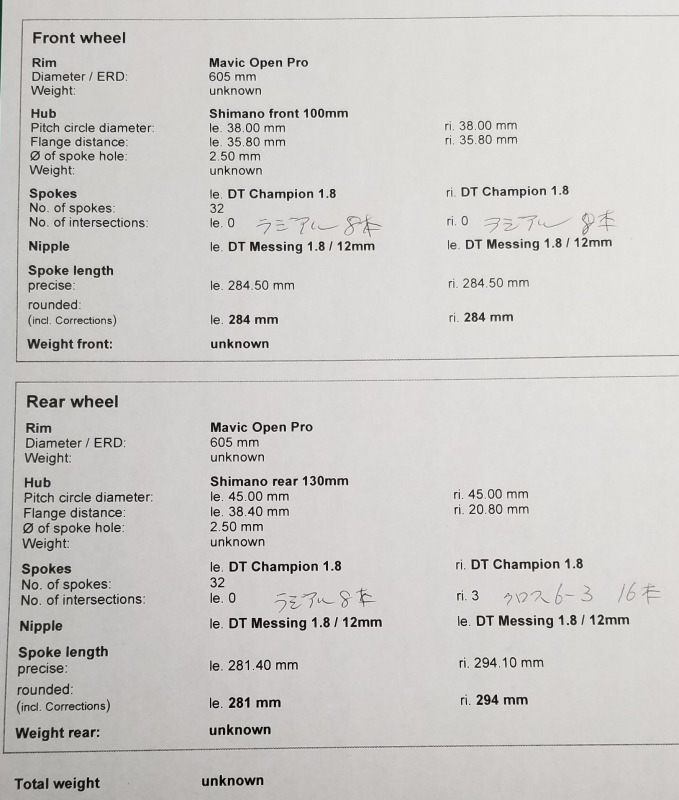 Front wheel
Rim Mavic Open Pro
Diameter / ERD: 605 mm
Weight: unknown
Hub Shimano front 100mm
Pitch circle diameter: le. 38.00 mm ri. 38.00 mm
Flange distance: le. 35.80 mm ri. 35.80 mm
Ø of spoke hole: 2.50 mm
Weight: unknown
Spokes le. DT Champion 1.8 ri. DT Champion 1.8
No. of spokes: 32
No. of intersections: le. 0 ラジアル 8本 ri. 0 ラジアル 8本
Nipple le. DT Messing 1.8 / 12mm le. DT Messing 1.8 / 12mm
Spoke length
precise: le. 284.50 mm ri. 284.50 mm
rounded:
(incl. Corrections) le. 284 mm ri. 284 mm
Weight front: unknown
Rear wheel
Rim Mavic Open Pro
Diameter / ERD: 605 mm
Weight: unknown
Hub Shimano rear 130mm
Pitch circle diameter: le. 45.00 mm ri. 45.00 mm
Flange distance: le. 38.40 mm ri. 20.80 mm
Ø of spoke hole: 2.50 mm
Weight: unknown
Spokes le. DT Champion 1.8 ri. DT Champion 1.8
No. of spokes: 32
No. of intersections: le. 0 ラジアル 8本 ri. 3 クロス6-3 16本
Nipple le. DT Messing 1.8 / 12mm le. DT Messing 1.8 / 12mm
Spoke length
precise: le. 281.40 mm ri. 294.10 mm
rounded:
(incl. Corrections) le. 281 mm ri. 294 mm
Weight rear: unknown
Total weight unknown